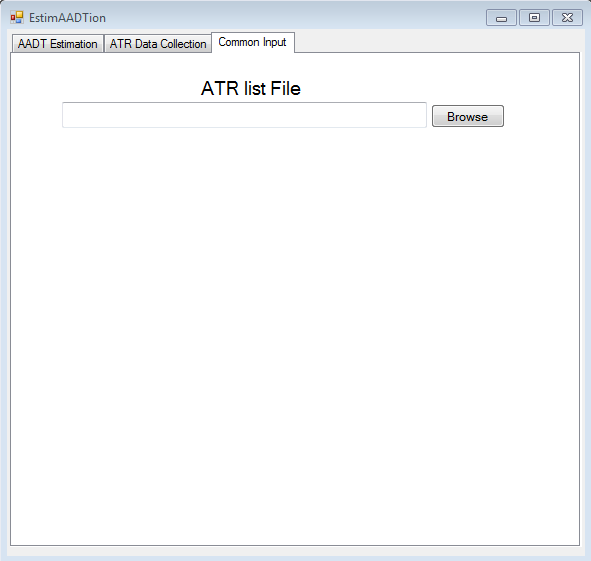 EstimAADTion
AADT Estimation ATR Data Collection Common Input
ATR list File
Browse